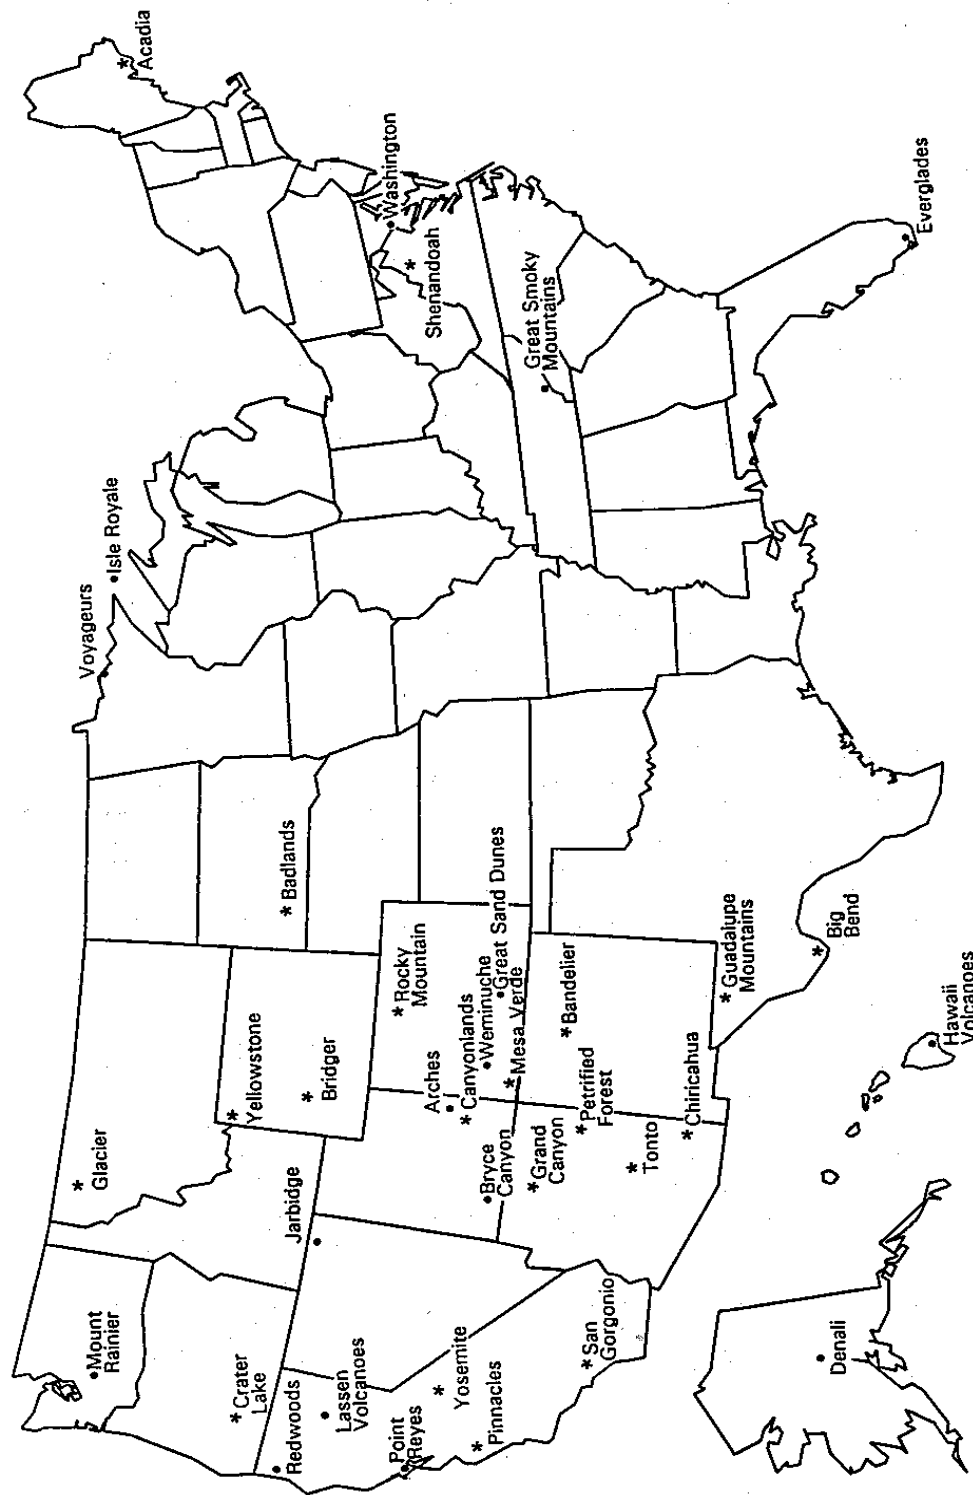 Acadia
Washington
Shenandoah
Great Smoky
Mountains
Everglades
Isle Royale
Voyageurs
Badlands
Rocky
Mountain
Great Sand Dunes
Weminuche
Mesa Verde
Canyonlands
Arches
Bandelier
Guadalupe
Mountains
Big
Bend
Hawaii
Volcanoes
Yellowstone
Bridger
Glacier
Petrified
Forest
Chiricahua
Tonto
Grand
Canyon
Bryce
Canyon
Jarbidge
Mount
Rainier
Crater
Lake
Redwoods
Lassen
Volcanoes
Point
Reyes
Yosemite
Pinnacles
San
Gorgonio
Denali